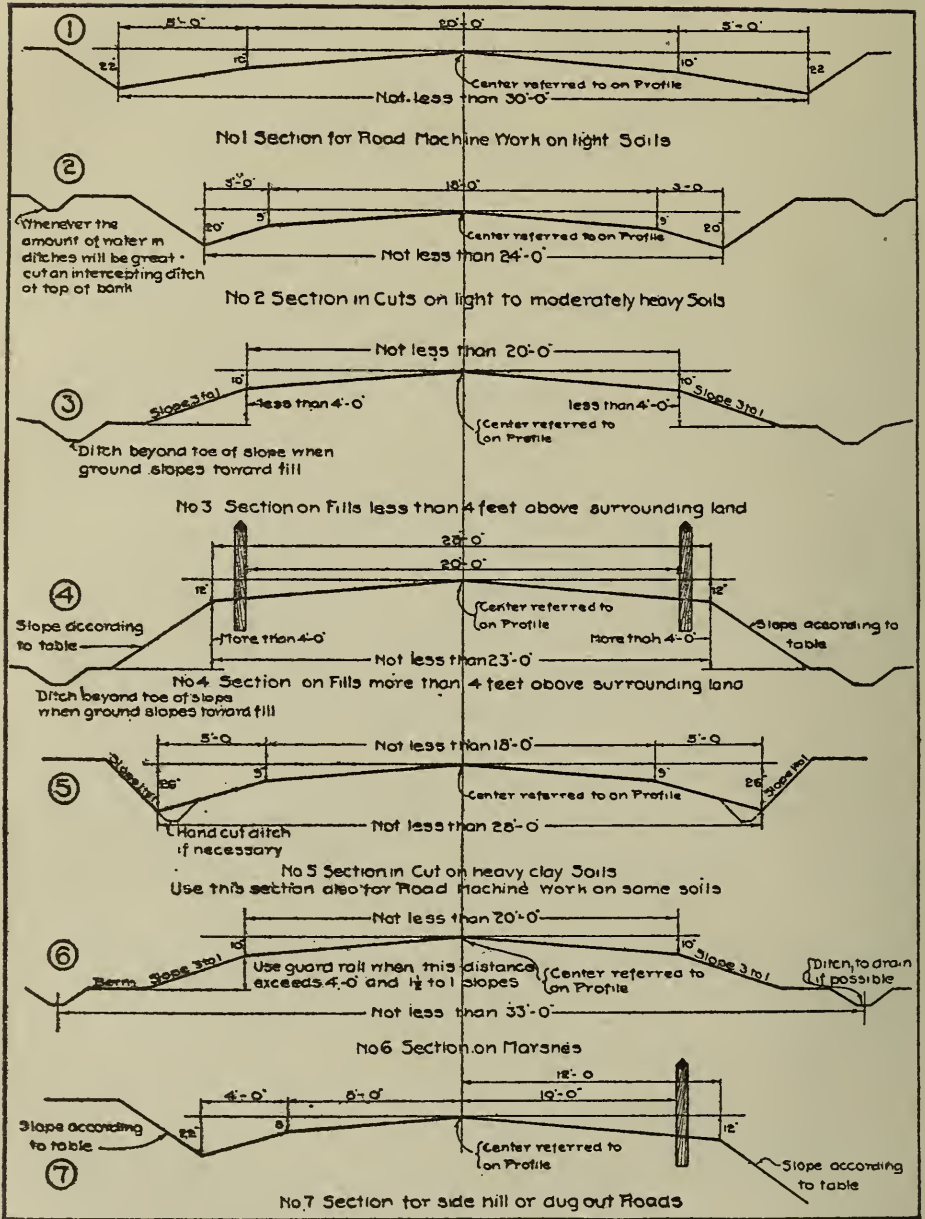 ①
5'-0" 20'-0" 5'-0"
22" 10" 10" 22
Center referred to on Profile
Not less than 30'-0"
No 1 Section for Road Machine Work on light Soils
②
3'-0" 18'-0" 3-0
20" 9" 9" 20"
Whenever the
amount of water in
ditches will be great
cut an intercepting ditch
at top of bank
Center referred to on Profile
Not less than 24'-0"
No 2 Section in Cuts on light to moderately heavy Soils
③
Not less than 20'-0"
10" 10"
Slope 3 to 1 Slope 3 to 1
less than 4'-0" less than 4'-0"
Center referred to
on Profile
Ditch beyond toe of slope when
ground slopes toward fill
No 3 Section on Fills less than 4 feet above surrounding land
④
20'-0"
12" 12"
Center referred to
on Profile
Slope according
to table
Slope according to
table
More than 4'-0" More than 4'-0"
Not less than 23'-0"
No 4 Section on Fills more than 4 feet above surrounding land
Ditch beyond toe of slope
when ground slopes toward fill
⑤
5'-0 Not less than 18'-0" 5'-0
Slope 1 to 1 26" 9" 9" 26" Slope 1 to 1
Center referred to on Profile
Not less than 28'-0"
Hand cut ditch
if necessary
No 5 Section in Cut on heavy clay Soils
Use this section also for Road Machine Work on same soils
⑥
Not less than 20'-0"
10" 10"
Berm Slope 3 to 1 Slope 3 to 1
Use guard rail when this distance
exceeds 4'-0" and 1½ to 1 slopes
Center referred to
on Profile
Ditch, to drain
if possible
Not less than 33'-0"
No 6 Section on Marshes
⑦
12'-0
4'-0" 8'-0" 10'-0"
22" 8" 12"
Slope according
to table
Center referred to
on Profile
Slope according
to table
No. 7 Section for side hill or dug out Roads